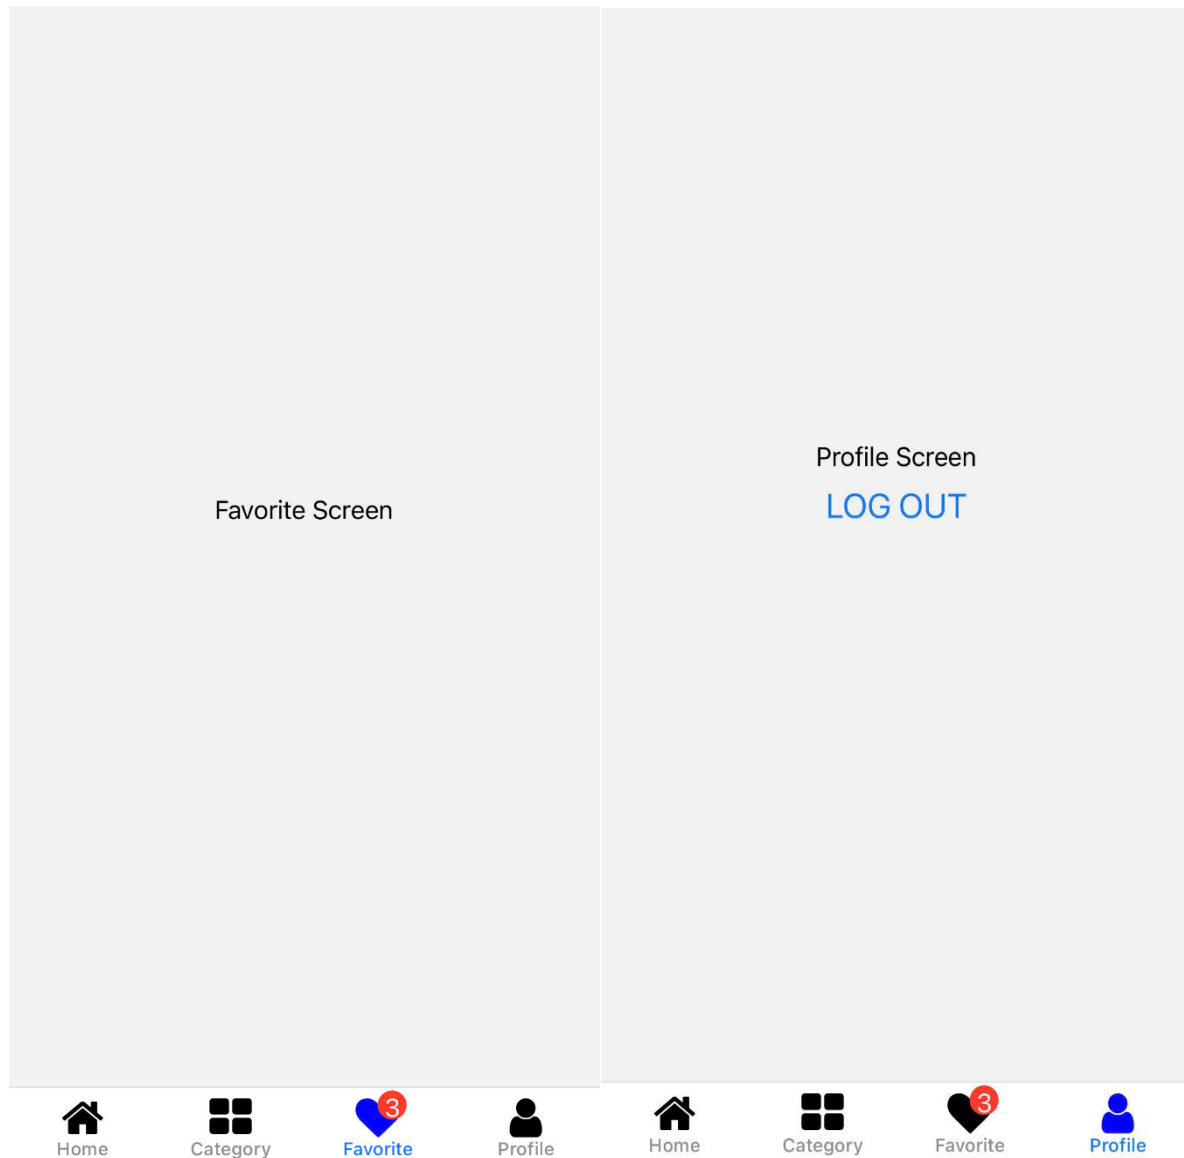 Favorite Screen
3
Home
Category
Favorite
Profile
Profile Screen
LOG OUT
3
Home
Category
Favorite
Profile